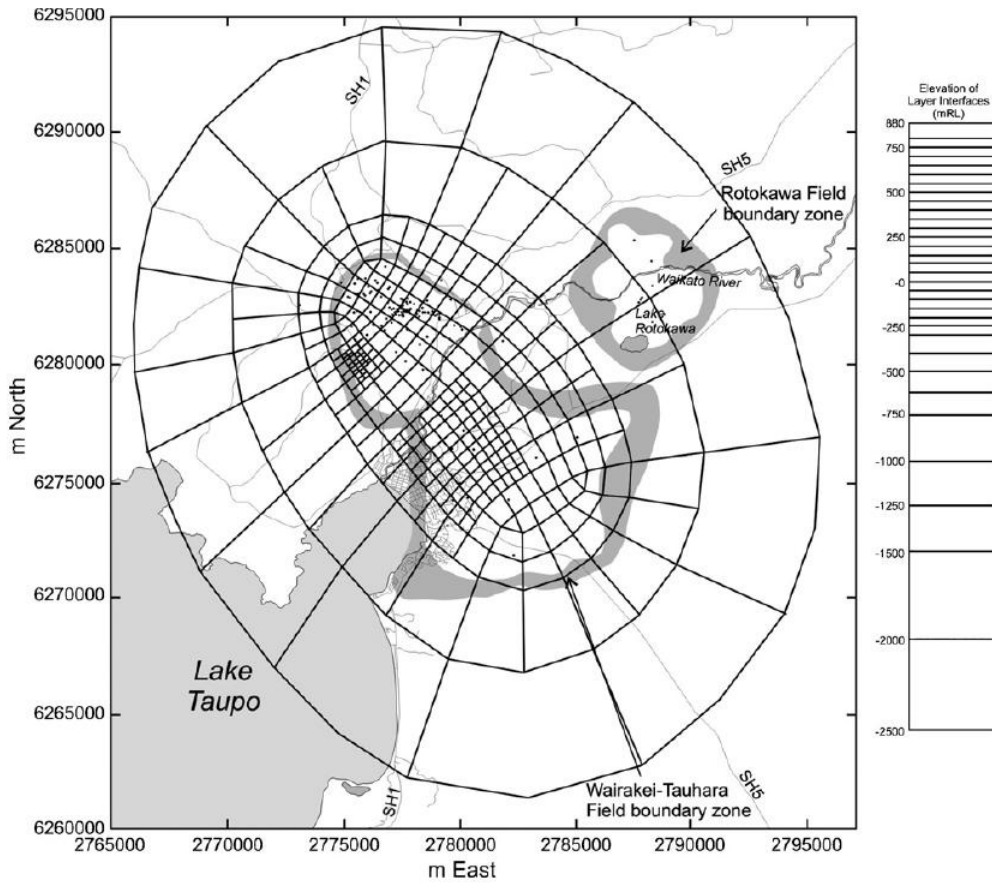 6295000
6290000
6285000
6280000
6275000
6270000
6265000
6260000
m North
2765000
2770000
2775000
2780000
2785000
2790000
2795000
m East
SH1
SH5
Rotokawa Field
boundary zone
Waikato River
Lake
Rotokawa
Lake
Taupo
Wairakei-Tauhara
Field boundary zone
SH1
SH5
Elevation of
Layer Interfaces
(mRL)
880
750
500
250
-0
-250
-500
-750
-1000
-1250
-1500
-2000
-2500